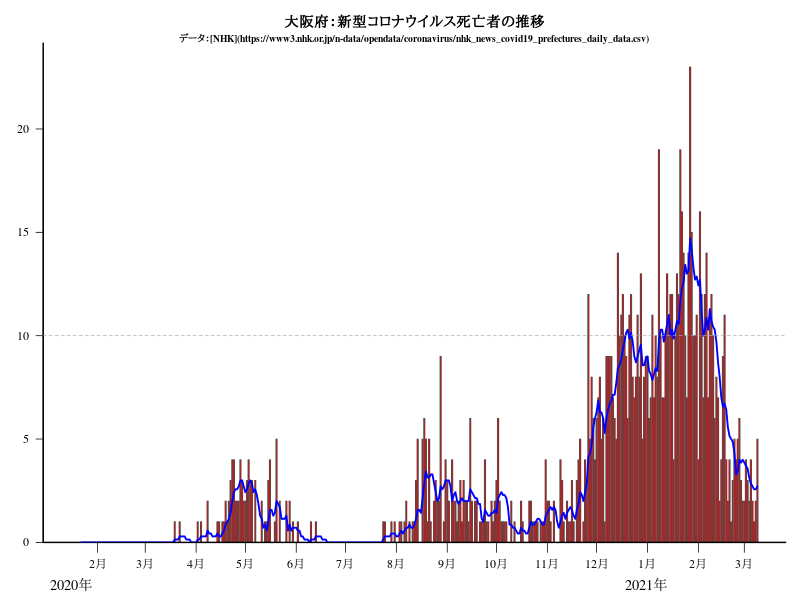 大阪府：新型コロナウイルス死亡者の推移
データ：[NHK](https://www3.nhk.or.jp/n-data/opendata/coronavirus/nhk_news_covid19_prefectures_daily_data.csv)
20
15
10
5
0
2月 3月 4月 5月 6月 7月 8月 9月 10月 11月 12月 1月 2月 3月
2020年 2021年